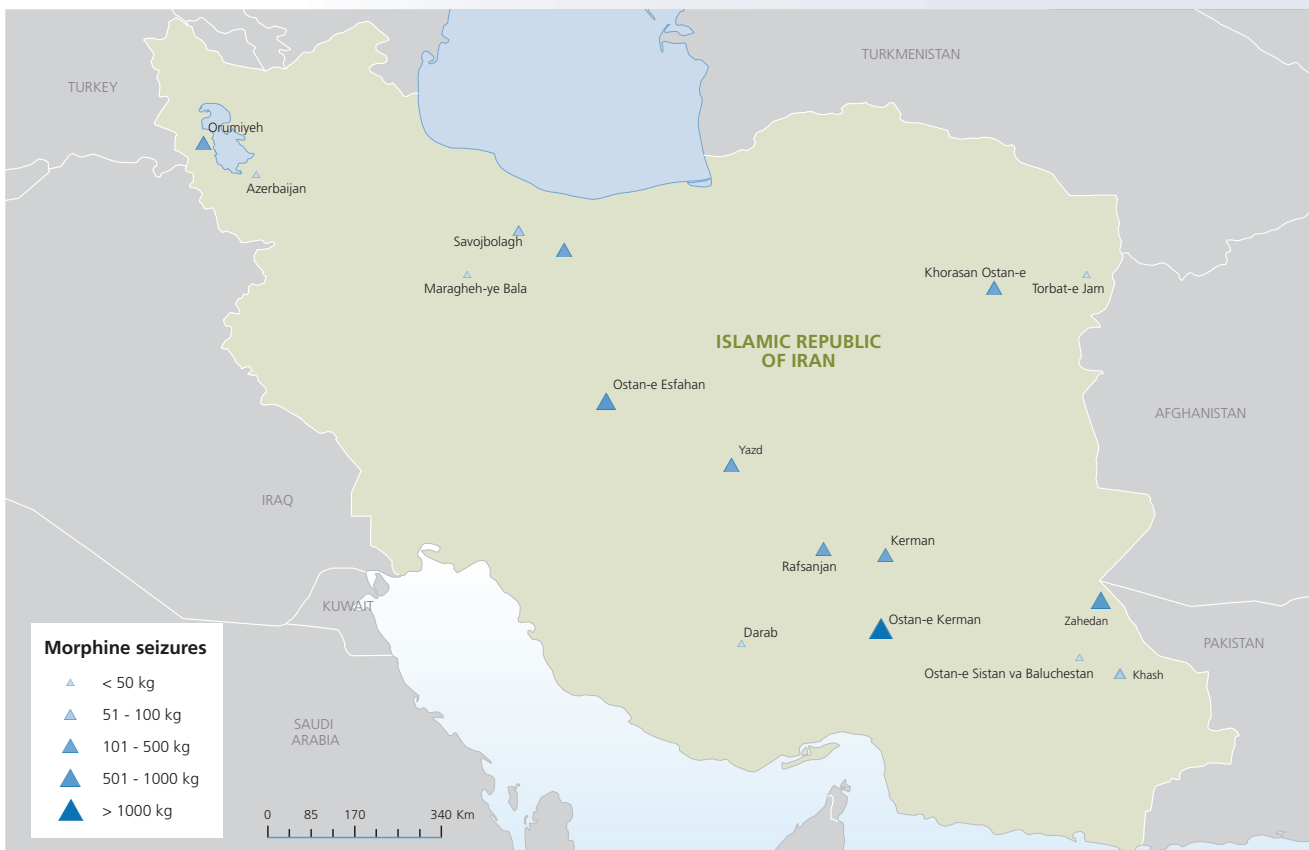 TURKMENISTAN
TURKEY
Orumiyeh
Azerbaijan
Savojbolagh
Maragheh-ye Bala
Khorasan Ostan-e
Torbat-e Jam
ISLAMIC REPUBLIC
OF IRAN
Ostan-e Esfahan
AFGHANISTAN
Yazd
IRAQ
Kerman
Rafsanjan
KUWAIT
Ostan-e Kerman
Zahedan
Darab
PAKISTAN
Ostan-e Sistan va Baluchestan
Khash
SAUDI
ARABIA
Morphine seizures
< 50 kg
51 - 100 kg
101 - 500 kg
501 - 1000 kg
> 1000 kg
0 85 170 340 Km